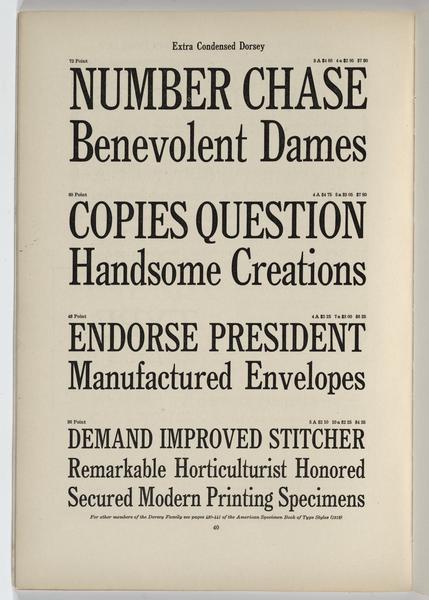 Extra Condensed Dorsey
72 Point
NUMBER CHASE
Benevolent Dames
60 Point
COPIES QUESTION
Handsome Creations
48 Point
ENDORSE PRESIDENT
Manufactured Envelopes
36 Point
DEMAND IMPROVED STITCHER
Remarkable Horticulturist Honored
Secured Modern Printing Specimens
For other members of the Dorsey Family see pages of the American Specimen Book of Type Styles
40